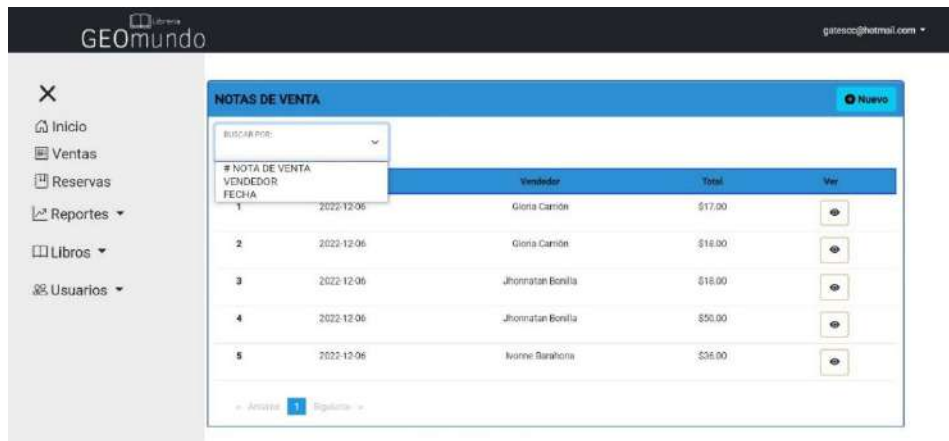 Librería
GEOmundo
gatescc@hotmail.com
Inicio
Ventas
Reservas
Reportes
Libros
Usuarios
NOTAS DE VENTA
Nuevo
BUSCAR POR:
# NOTA DE VENTA
VENDEDOR
FECHA
Vendedor Total Ver
1 2022-12-06 Gloria Carrión $17.00
2 2022-12-06 Gloria Carrión $18.00
3 2022-12-06 Jhonnatan Bonilla $18.00
4 2022-12-06 Jhonnatan Bonilla $50.00
5 2022-12-06 Ivonne Barahona $36.00
← Anterior 1 Siguiente →